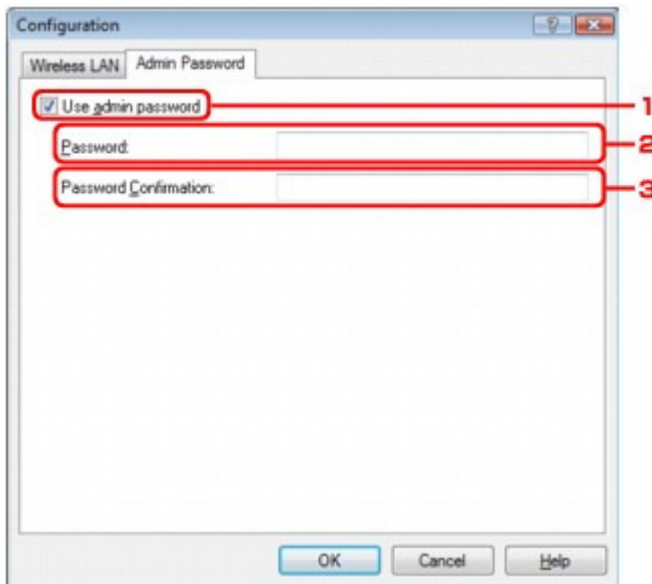 Configuration
Wireless LAN Admin Password
Use admin password 1
Password: 2
Password Confirmation: 3
OK Cancel Help